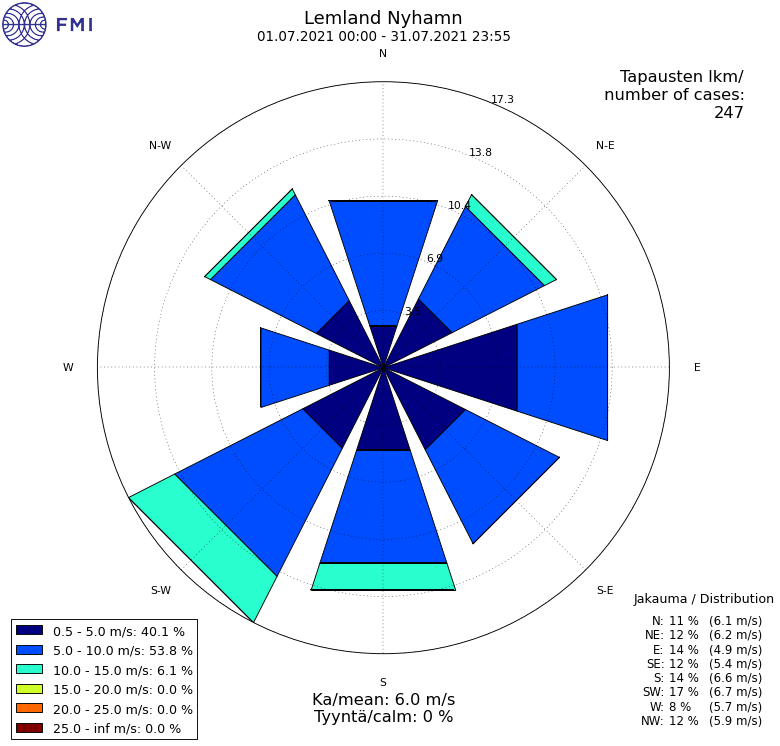 FMI
Lemland Nyhamn
01.07.2021 00:00 - 31.07.2021 23:55
N
Tapausten lkm/
number of cases:
247
17.3
N-W
N-E
13.8
10.4
6.9
W
E
S-W
S-E
S
Jakauma / Distribution
N: 11 % (6.1 m/s)
NE: 12 % (6.2 m/s)
E: 14 % (4.9 m/s)
SE: 12 % (5.4 m/s)
S: 14 % (6.6 m/s)
SW: 17 % (6.7 m/s)
W: 8 % (5.7 m/s)
NW: 12 % (5.9 m/s)
0.5 - 5.0 m/s: 40.1 %
5.0 - 10.0 m/s: 53.8 %
10.0 - 15.0 m/s: 6.1 %
15.0 - 20.0 m/s: 0.0 %
20.0 - 25.0 m/s: 0.0 %
25.0 - inf m/s: 0.0 %
Ka/mean: 6.0 m/s
Tyyntä/calm: 0 %